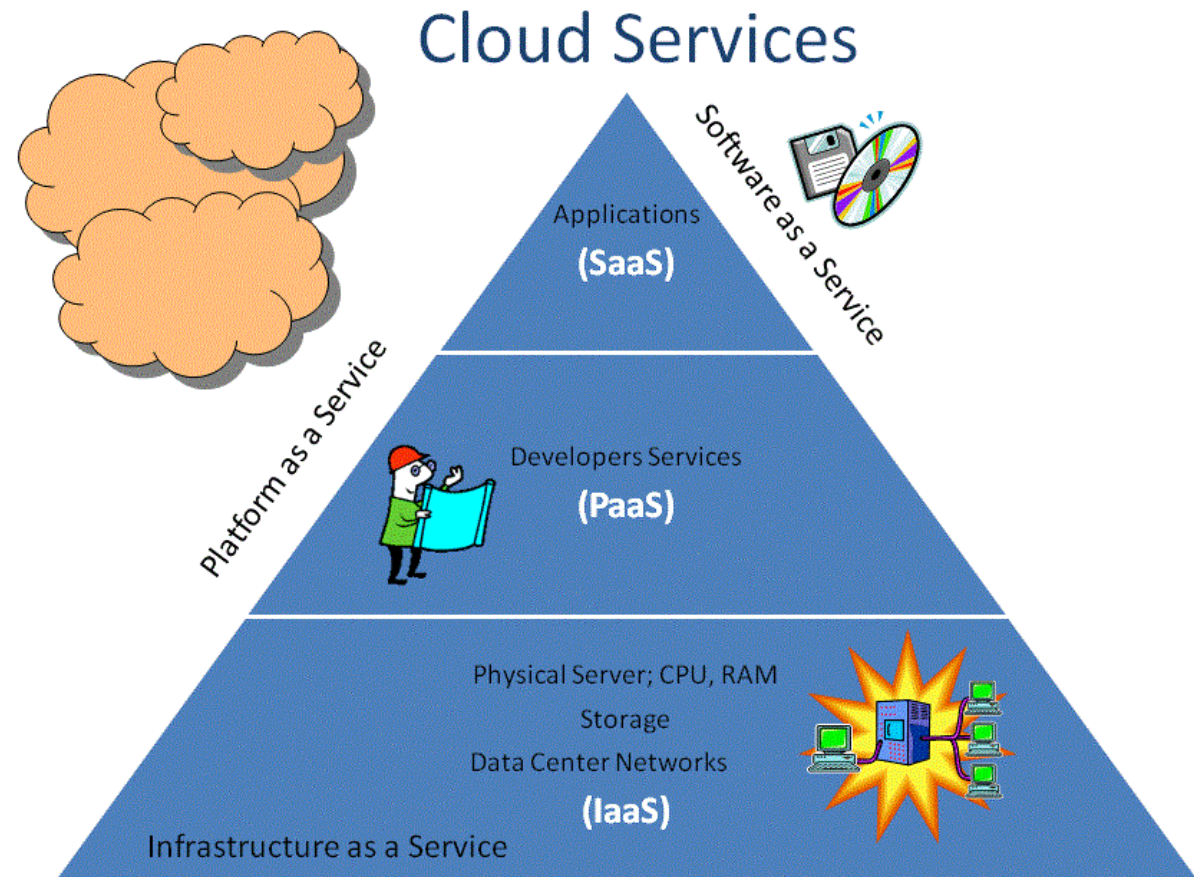 Cloud Services
Software as a Service
Applications
(SaaS)
Platform as a Service
Developers Services
(PaaS)
Physical Server; CPU, RAM
Storage
Data Center Networks
(IaaS)
Infrastructure as a Service